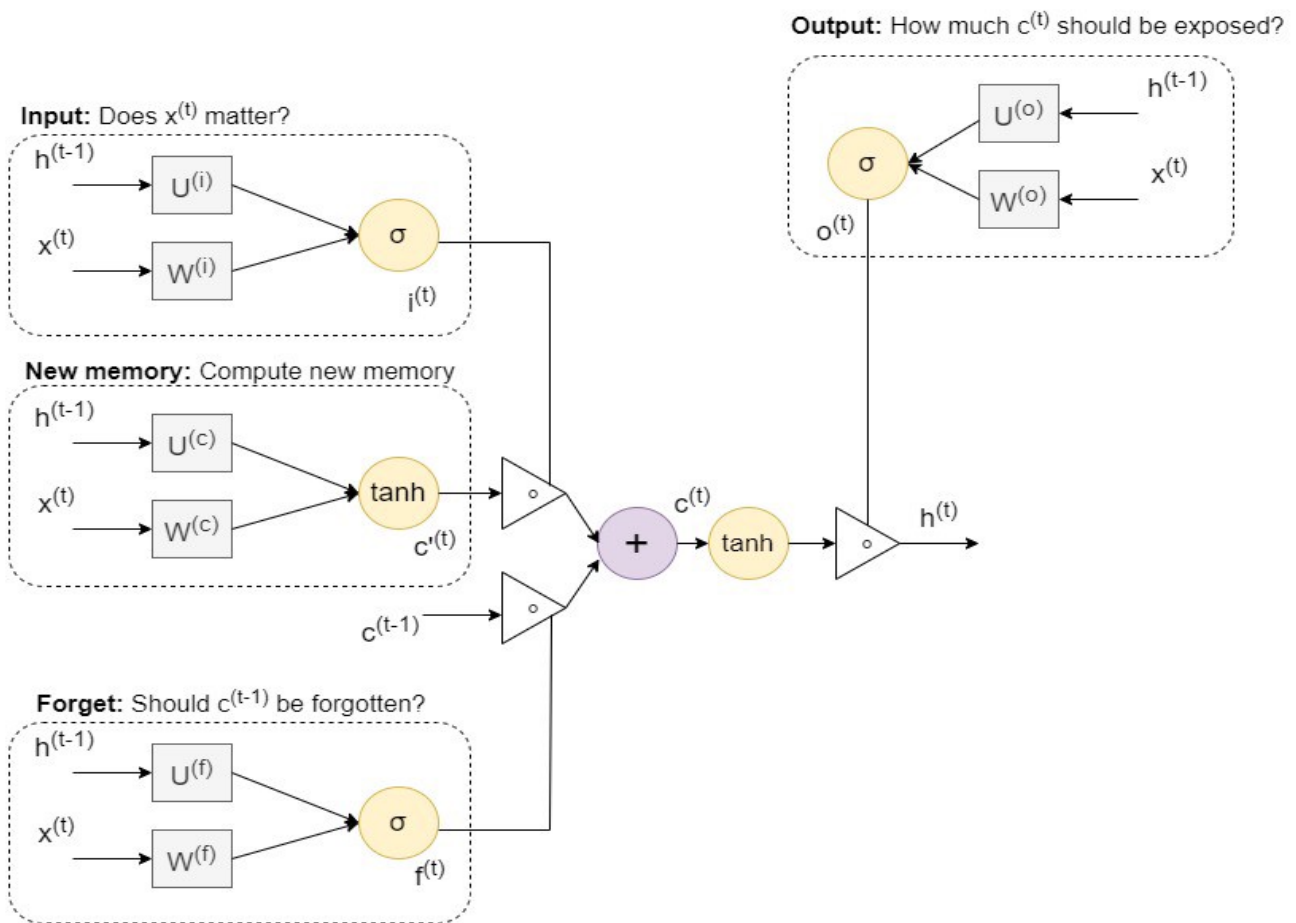 Output: How much c(t) should be exposed?
h(t-1)
U(o)
σ
x(t)
W(o)
o(t)
Input: Does x(t) matter?
h(t-1)
U(i)
σ
x(t)
W(i)
i(t)
New memory: Compute new memory
h(t-1)
U(c)
tanh
x(t)
W(c)
c'(t)
∘
c(t-1)
∘
+
c(t)
tanh
∘
h(t)
Forget: Should c(t-1) be forgotten?
h(t-1)
U(f)
σ
x(t)
W(f)
f(t)